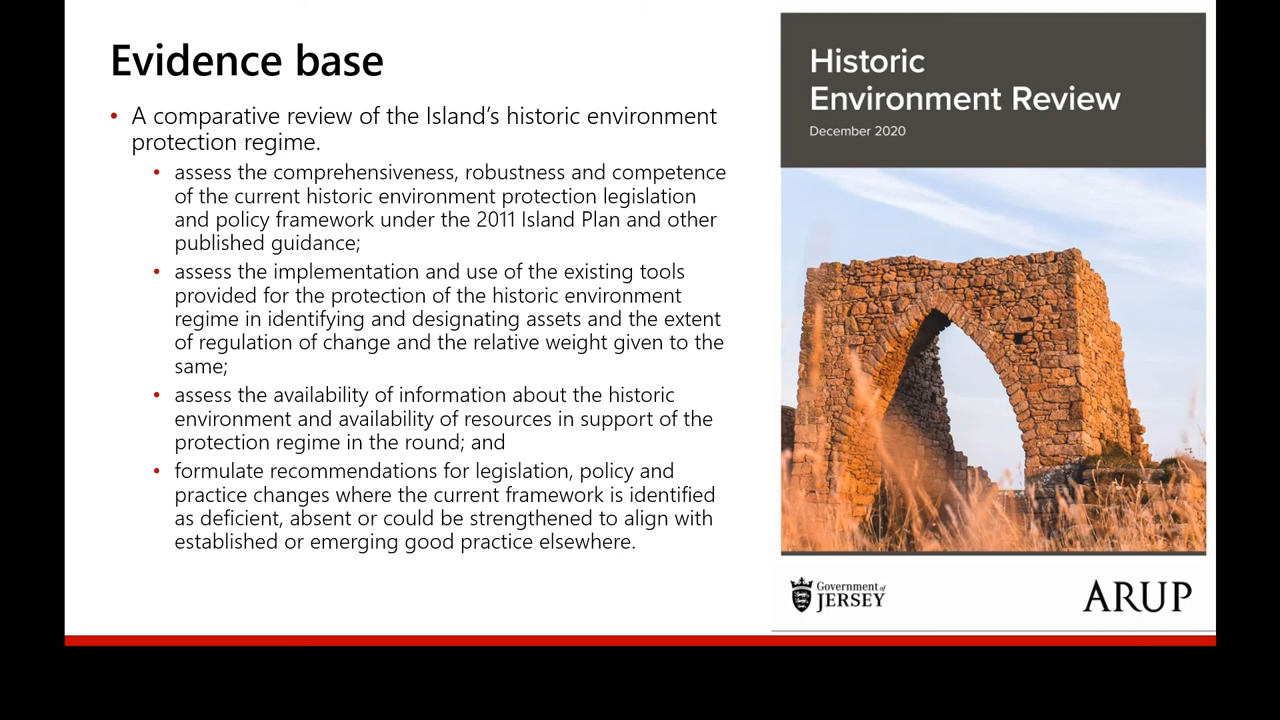 Evidence base
• A comparative review of the Island’s historic environment
protection regime.
• assess the comprehensiveness, robustness and competence
of the current historic environment protection legislation
and policy framework under the 2011 Island Plan and other
published guidance;
• assess the implementation and use of the existing tools
provided for the protection of the historic environment
regime in identifying and designating assets and the extent
of regulation of change and the relative weight given to the
same;
• assess the availability of information about the historic
environment and availability of resources in support of the
protection regime in the round; and
• formulate recommendations for legislation, policy and
practice changes where the current framework is identified
as deficient, absent or could be strengthened to align with
established or emerging good practice elsewhere.
Historic
Environment Review
December 2020
Government of
JERSEY
ARUP